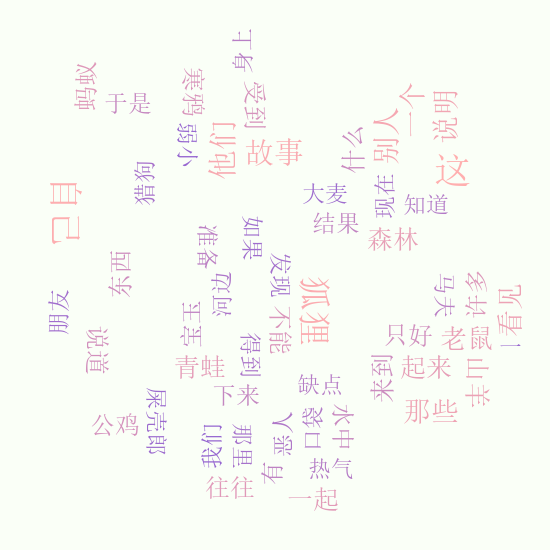 身上
蚂蚁
于是
寒鸦
受到
一个
说明
弱小
他们
故事
什么
别人
这
猎狗
大麦
现在
知道
自己
结果
森林
如果
准备
东西
发现
河边
朋友
宝玉
不能
狐狸
马夫
许多
看见
说道
得到
只好
老鼠
青蛙
来到
起来
山羊
下来
缺点
那些
公鸡
屎壳郎
我们
那里
恶人
口袋
水中
有
热气
往往
一起